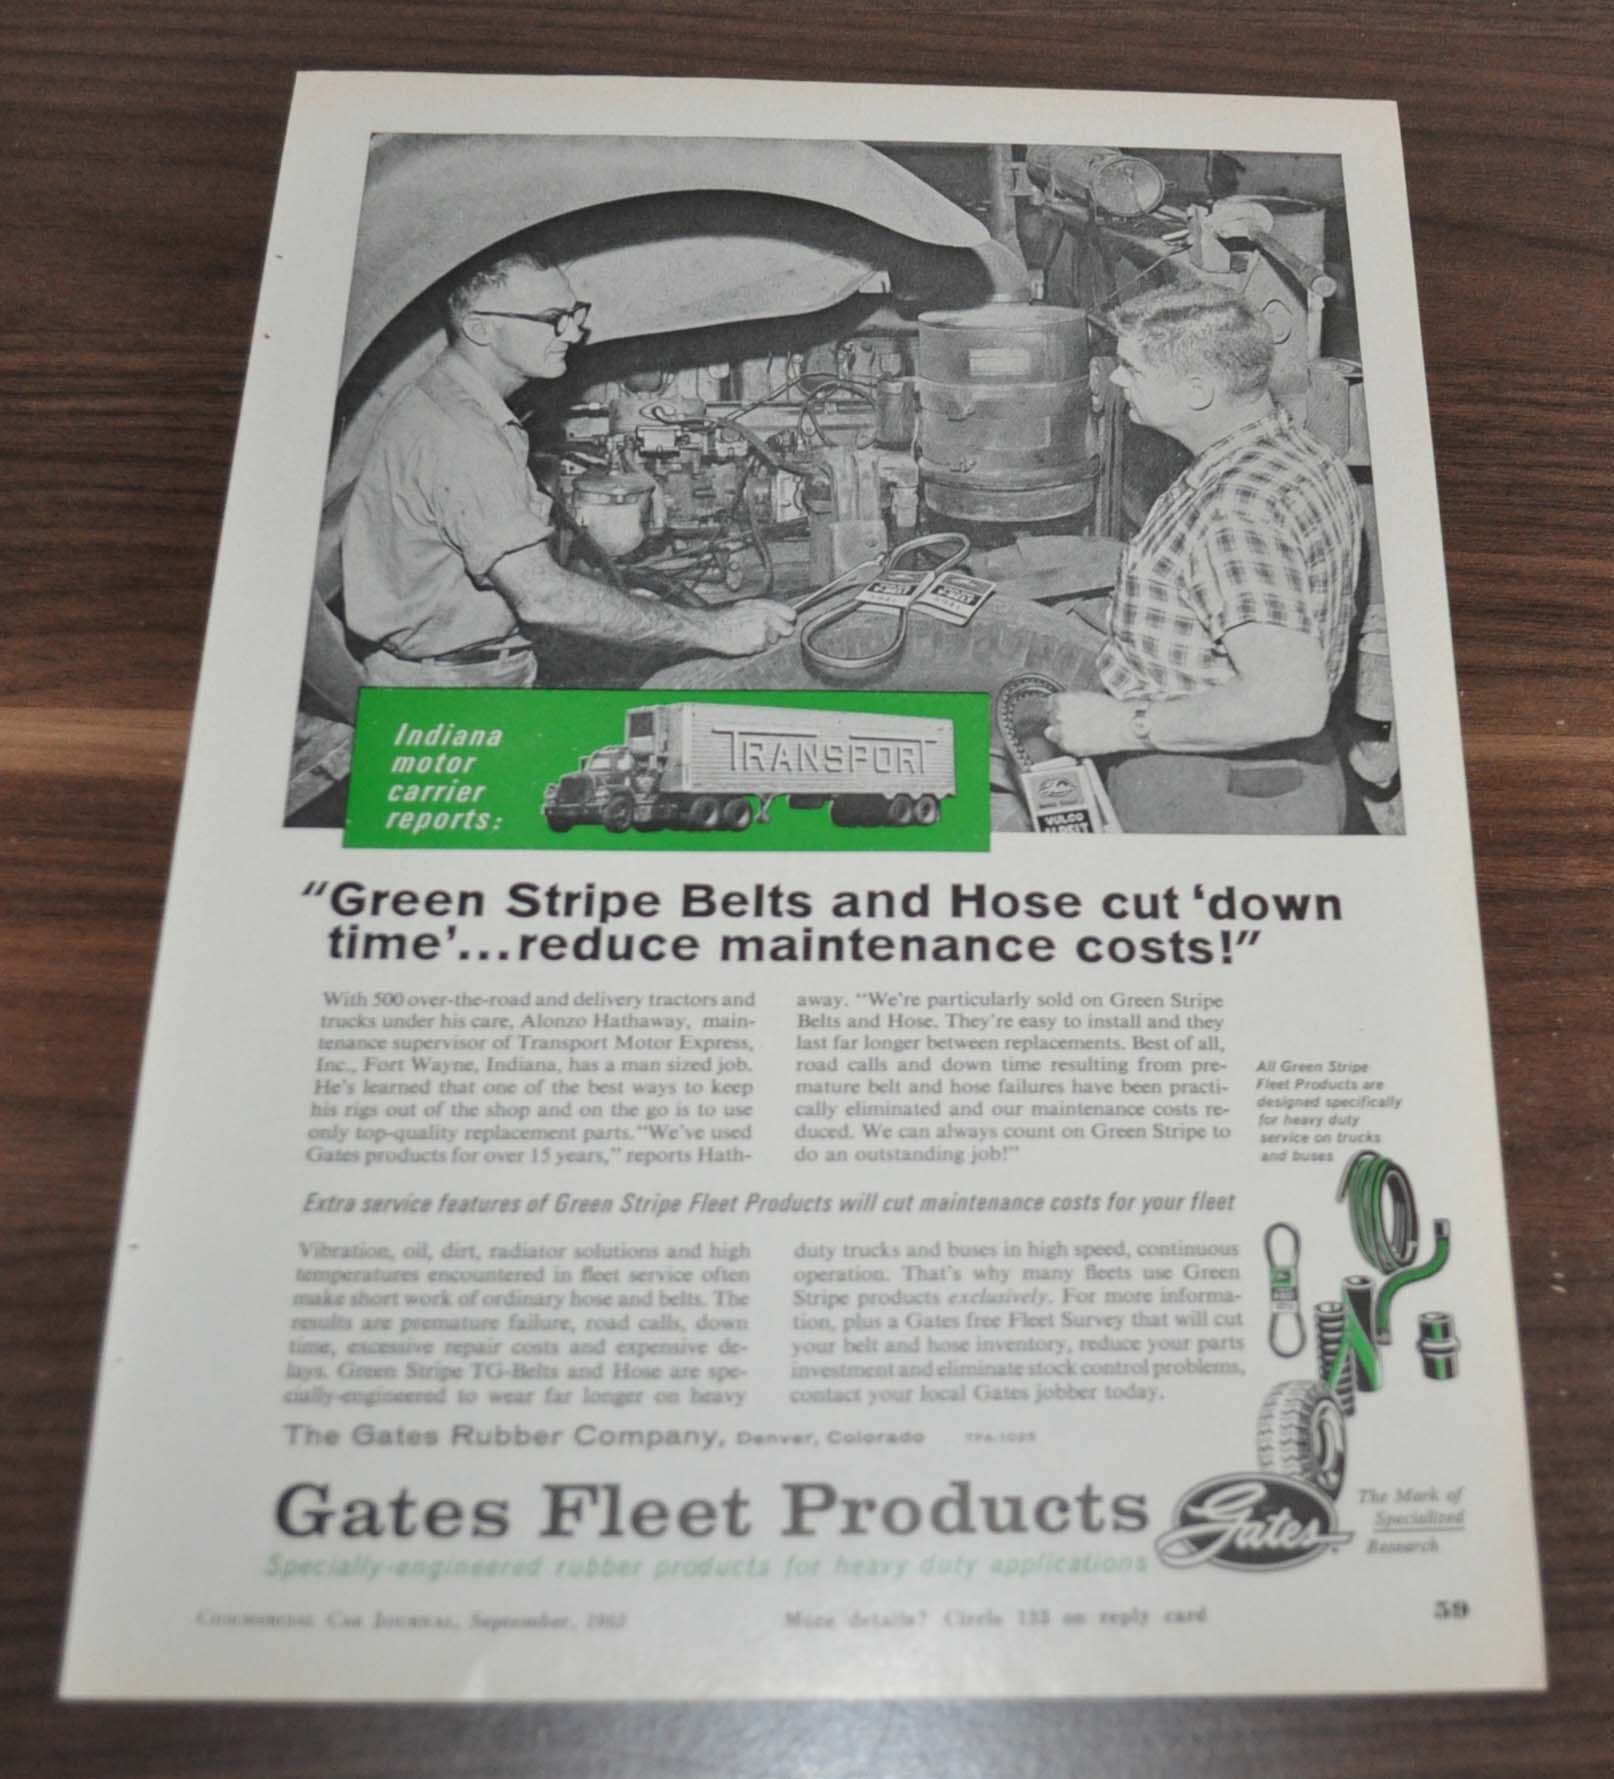 TRANSPORT
Indiana
motor
carrier
reports:
VULCO
“Green Stripe Belts and Hose cut ‘down
time’...reduce maintenance costs!”
With 500 over-the-road and delivery tractors and
trucks under his care, Alonzo Hathaway, main-
tenance supervisor of Transport Motor Express,
Inc., Fort Wayne, Indiana, has a man sized job.
He's learned that one of the best ways to keep
his rigs out of the shop and on the go is to use
only top-quality replacement parts. “We've used
Gates products for over 15 years,” reports Hath-
away. “We're particularly sold on Green Stripe
Belts and Hose. They're easy to install and they
last far longer between replacements. Best of all,
road calls and down time resulting from pre-
mature belt and hose failures have been practi-
cally eliminated and our maintenance costs re-
duced. We can always count on Green Stripe to
do an outstanding job!”
All Green Stripe
Fleet Products are
designed specifically
for heavy duty
service on trucks
and buses
Extra service features of Green Stripe Fleet Products will cut maintenance costs for your fleet
Vibration, oil, dirt, radiator solutions and high
temperatures encountered in fleet service often
make short work of ordinary hose and belts. The
results are premature failure, road calls, down
time, excessive repair costs and expensive de-
lays. Green Stripe TG-Belts and Hose are spe-
cially-engineered to wear far longer on heavy
duty trucks and buses in high speed, continuous
operation. That's why many fleets use Green
Stripe products exclusively. For more informa-
tion, plus a Gates free Fleet Survey that will cut
your belt and hose inventory, reduce your parts
investment and eliminate stock control problems,
contact your local Gates jobber today.
The Gates Rubber Company, Denver, Colorado TPA-1025
Gates Fleet Products
Gates
The Mark of
Specialized
Research
Specially-engineered rubber products for heavy duty applications
Commercial Car Journal, September, 1963
More details? Circle 133 on reply card
59